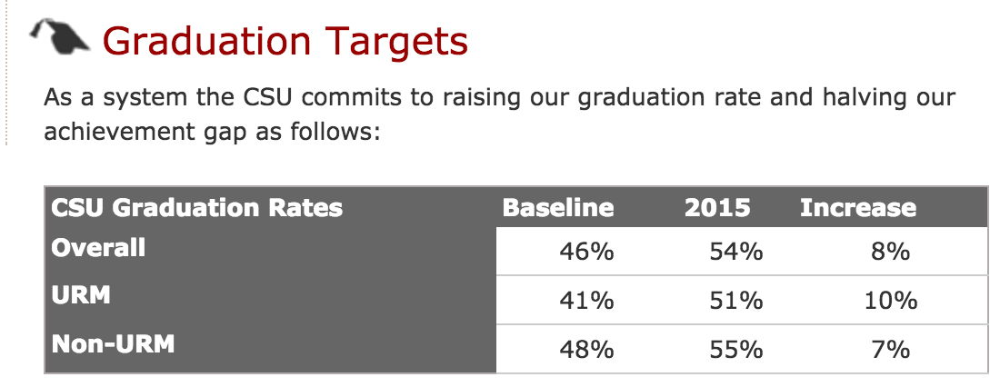 Graduation Targets
As a system the CSU commits to raising our graduation rate and halving our
achievement gap as follows:
CSU Graduation Rates Baseline 2015 Increase
Overall 46% 54% 8%
URM 41% 51% 10%
Non-URM 48% 55% 7%